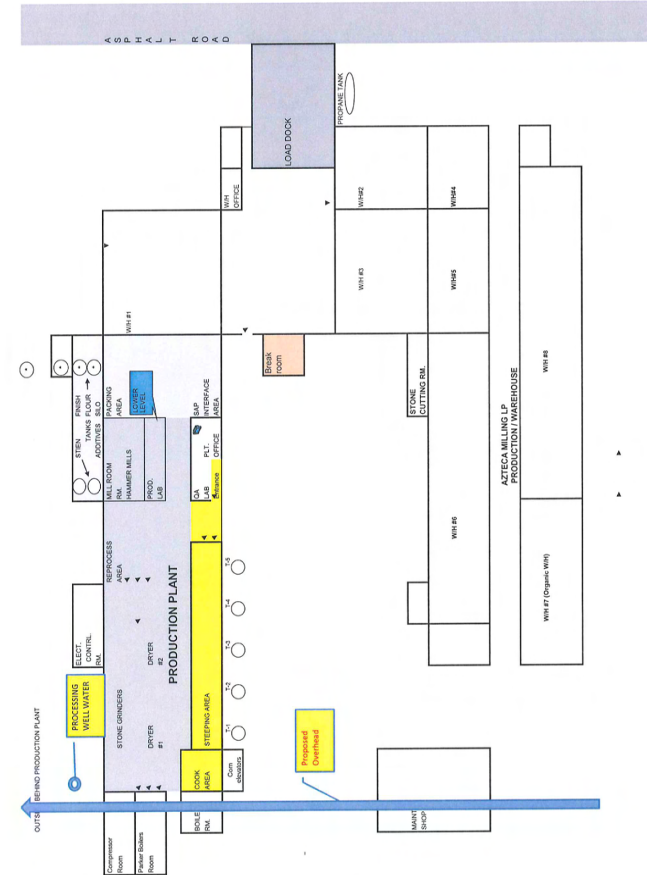 ASPHALT ROAD
LOAD DOCK
PROPANE TANK
W/H
OFFICE
W/H#2
W/H#4
W/H #3
W/H#5
W/H #1
Break
room
STONE
CUTTING RM.
W/H #8
AZTECA MILLING LP
PRODUCTION / WAREHOUSE
W/H #6
W/H #7 (Organic W/H)
STIEN
FINISH
TANKS FLOUR
ADDITIVES SILO
PACKING
AREA
LOWER
LEVEL
MILL ROOM
RM.
HAMMER MILLS
PROD.
LAB
SAP
INTERFACE
AREA
QA
LAB
PLT.
OFFICE
Entrance
REPROCESS
AREA
PRODUCTION PLANT
ELECT.
CONTRL.
RM.
STONE GRINDERS
DRYER
#2
DRYER
#1
STEEPING AREA
T-5
T-4
T-3
T-2
T-1
PROCESSING
WELL WATER
OUTS BEHIND PRODUCTION PLANT
COOK
AREA
Corn
elevators
BOILE
RM.
Compressor
Room
Parker Boilers
Room
Proposed
Overhead
MAINT
SHOP